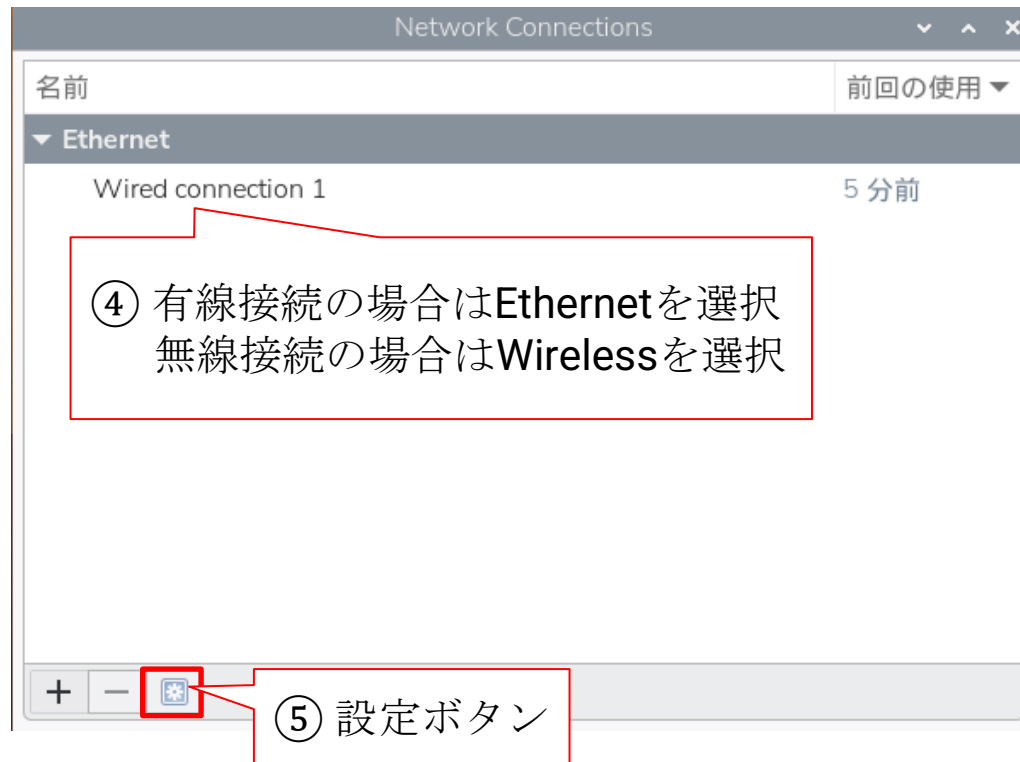 Network Connections
名前 前回の使用
Ethernet
Wired connection 1 5 分前
④ 有線接続の場合はEthernetを選択
無線接続の場合はWirelessを選択
⑤ 設定ボタン